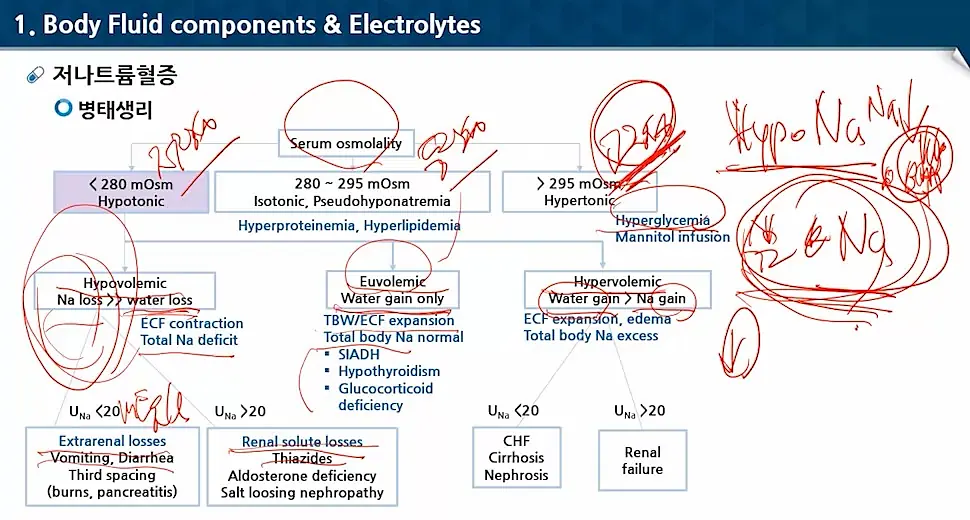 1. Body Fluid components & Electrolytes
저나트륨혈증
병태생리
Serum osmolality
< 280 mOsm
Hypotonic
280 ~ 295 mOsm
Isotonic, Pseudohyponatremia
> 295 mOsm
Hypertonic
Hyperproteinemia, Hyperlipidemia
Hyperglycemia
Mannitol infusion
Hypo Na
Na
Na
Hypovolemic
Na loss >> water loss
ECF contraction
Total Na deficit
Euvolemic
Water gain only
TBW/ECF expansion
Total body Na normal
SIADH
Hypothyroidism
Glucocorticoid
deficiency
Hypervolemic
Water gain > Na gain
ECF expansion, edema
Total body Na excess
UNa <20
mEq/L
UNa >20
UNa <20
UNa >20
Extrarenal losses
Vomiting, Diarrhea
Third spacing
(burns, pancreatitis)
Renal solute losses
Thiazides
Aldosterone deficiency
Salt loosing nephropathy
CHF
Cirrhosis
Nephrosis
Renal
failure